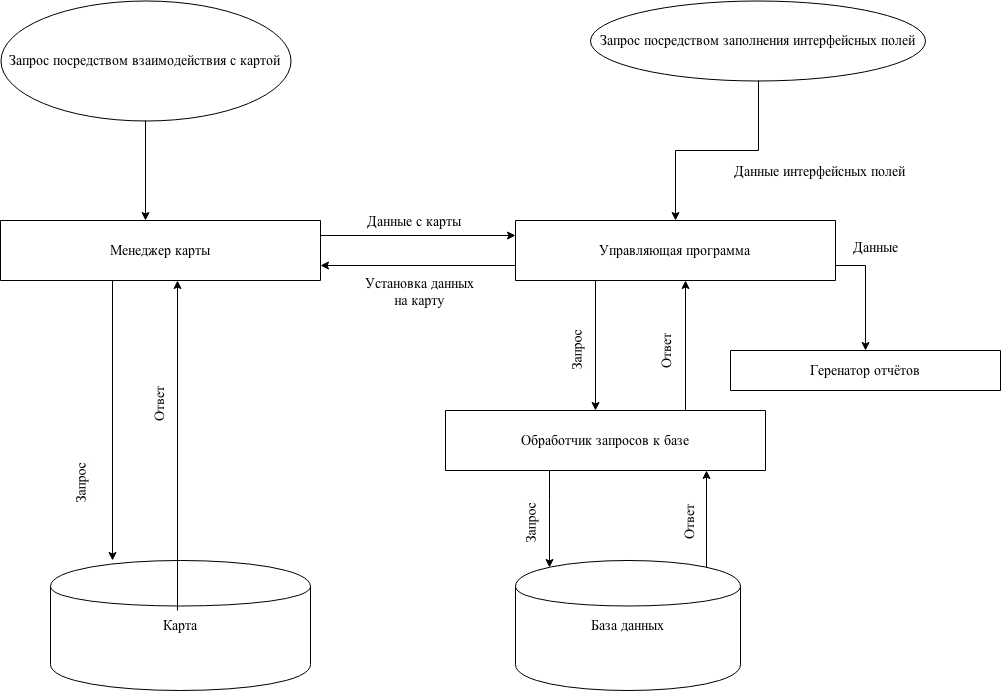 Запрос посредством взаимодействия с картой
Запрос посредством заполнения интерфейсных полей
Данные интерфейсных полей
Данные с карты
Менеджер карты
Управляющая программа
Данные
Установка данных
на карту
Запрос
Ответ
Геренатор отчётов
Ответ
Обработчик запросов к базе
Запрос
Запрос
Ответ
Карта
База данных